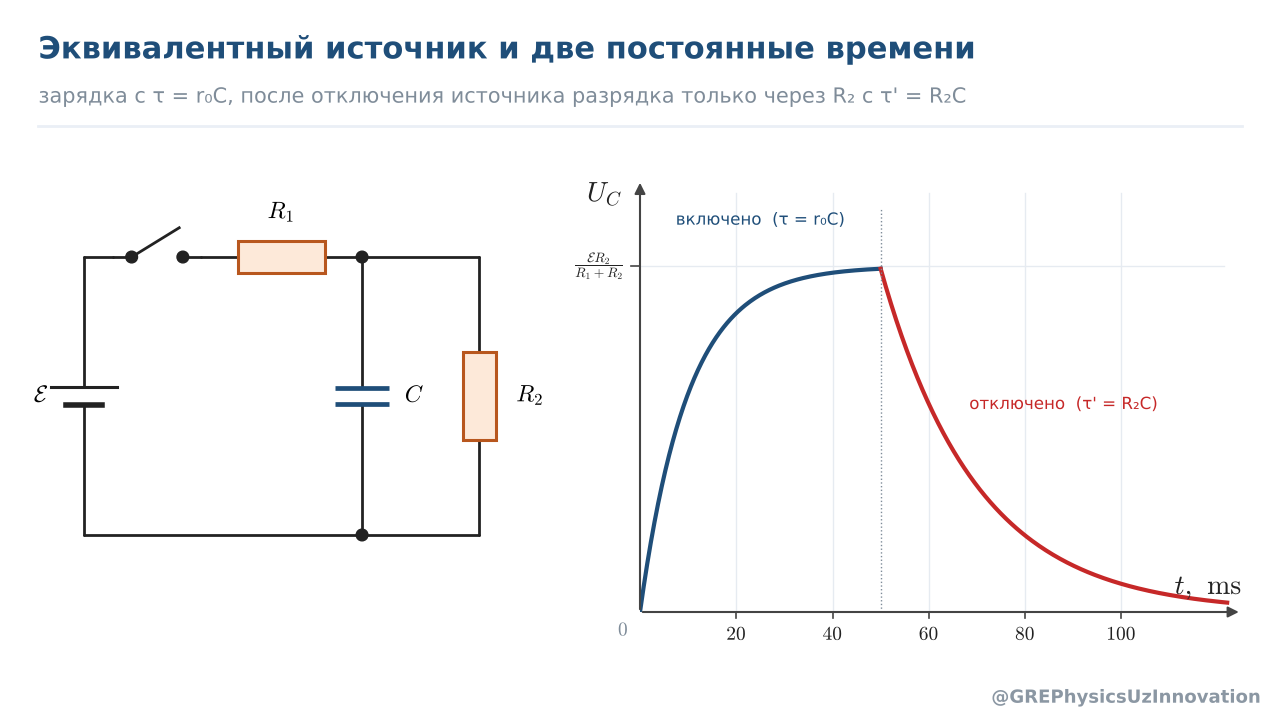 Эквивалентный источник и две постоянные времени
зарядка с τ = r₀C, после отключения источника разрядка только через R₂ с τ' = R₂C
R₁
ℰ
C
R₂
U_C
включено (τ = r₀C)
ℰR₂
R₁ + R₂
отключено (τ' = R₂C)
t, ms
0
20 40 60 80 100
@GREPhysicsUzInnovation